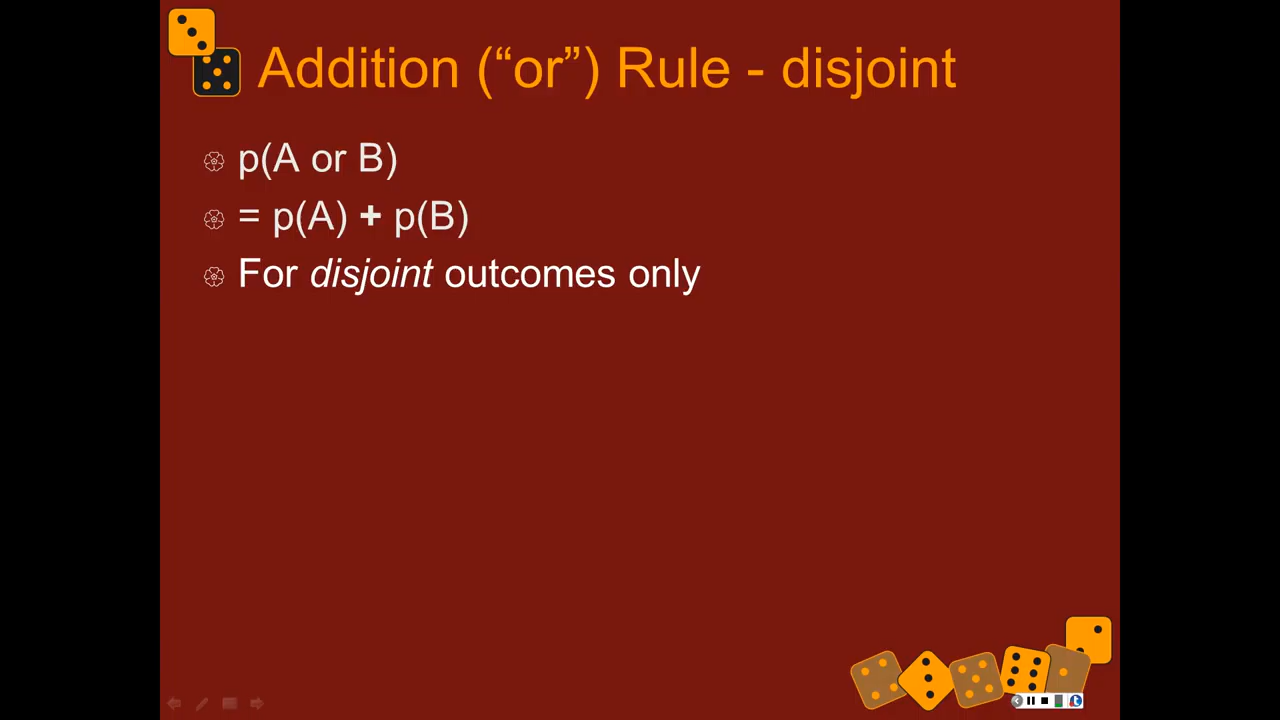 Addition (“or”) Rule - disjoint
p(A or B)
= p(A) + p(B)
For disjoint outcomes only